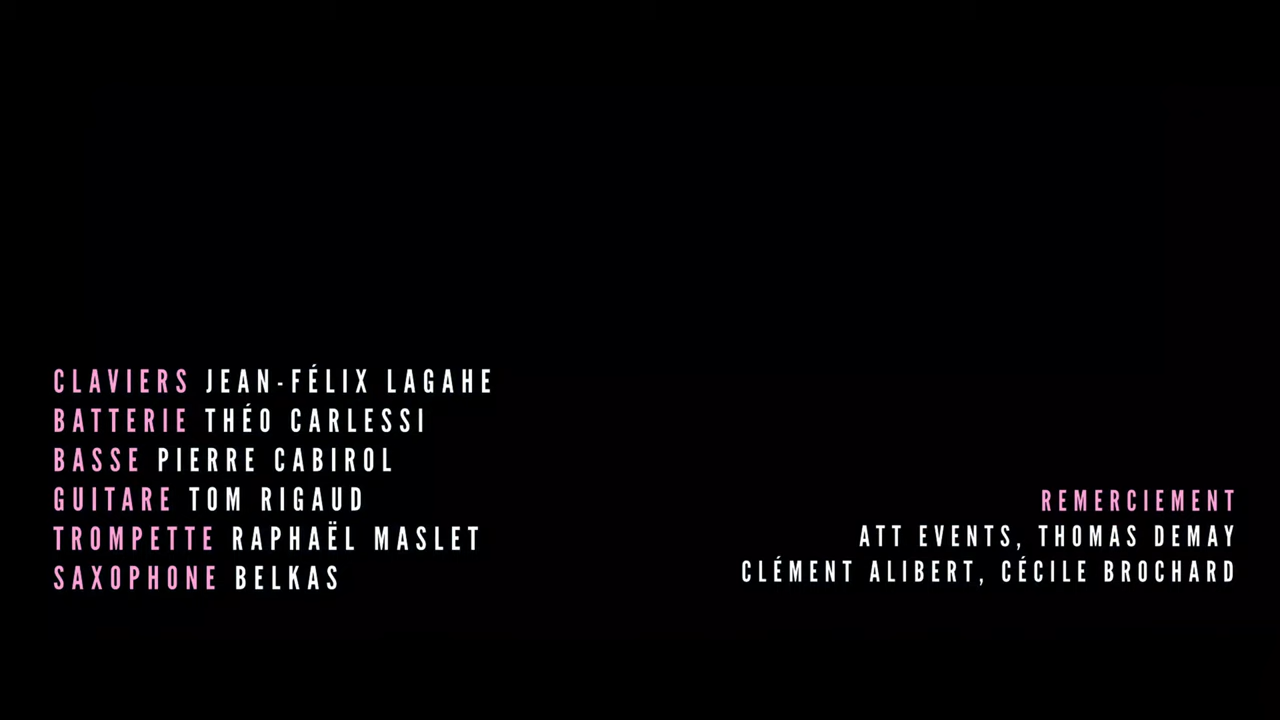 CLAVIERS JEAN-FÉLIX LAGAHE
BATTERIE THÉO CARLESSI
BASSE PIERRE CABIROL
GUITARE TOM RIGAUD
TROMPETTE RAPHAËL MASLET
SAXOPHONE BELKAS
REMERCIEMENT
ATT EVENTS, THOMAS DEMAY
CLÉMENT ALIBERT, CÉCILE BROCHARD